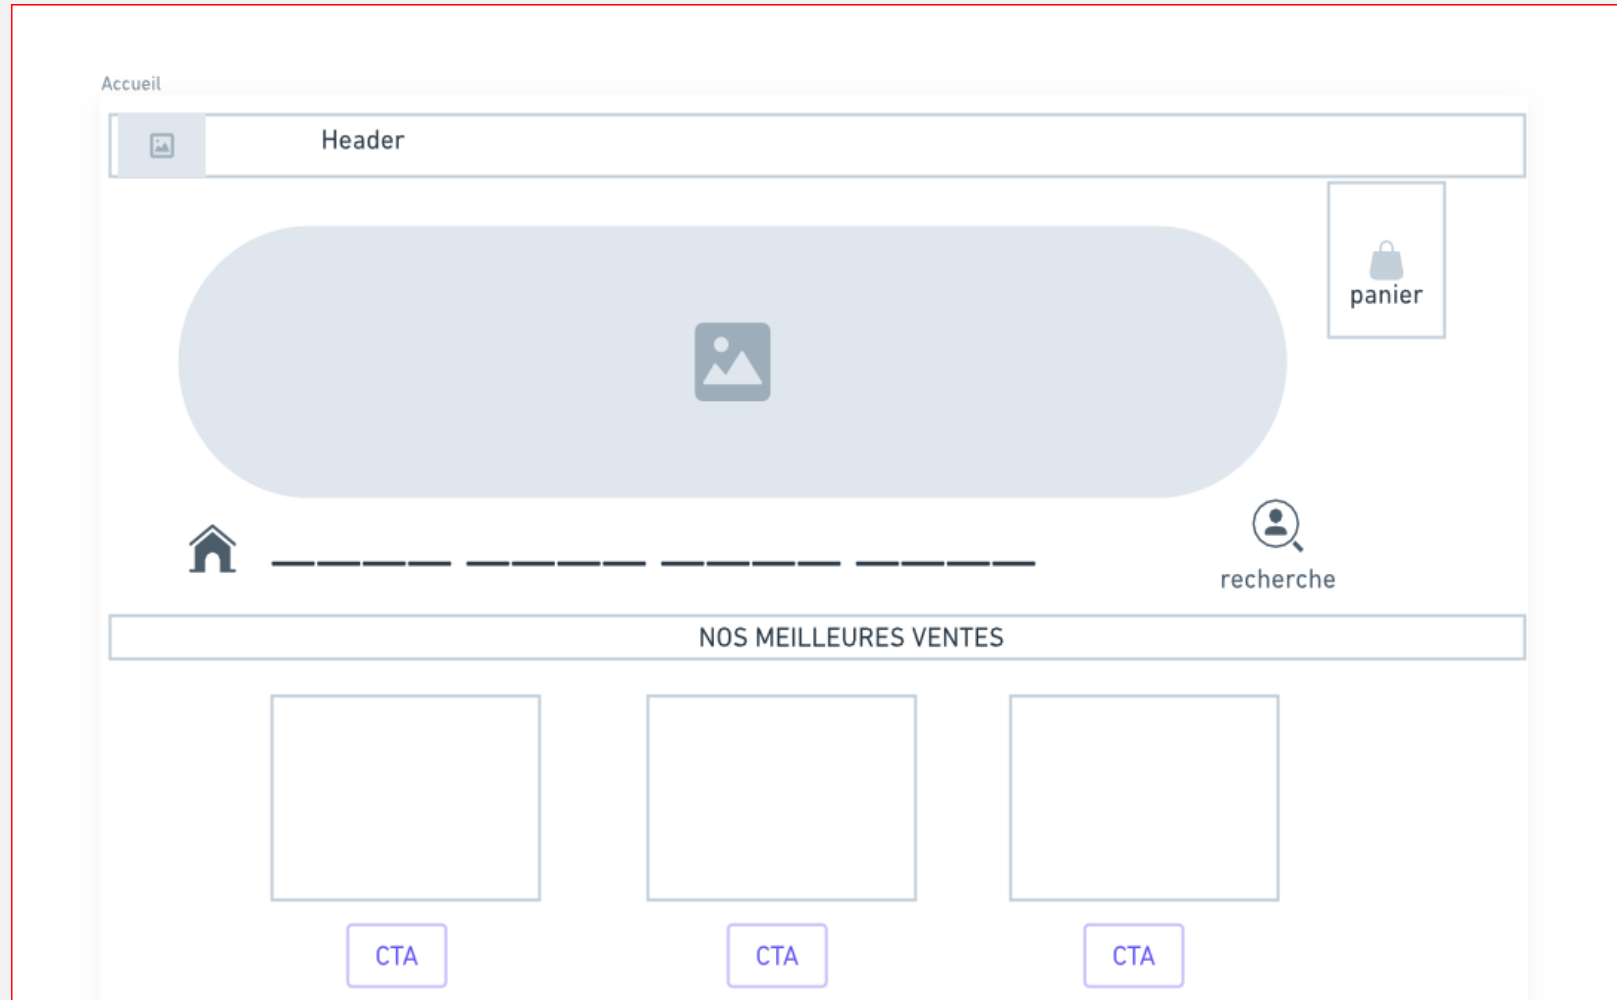 Accueil
Header
panier
recherche
NOS MEILLEURES VENTES
CTA
CTA
CTA